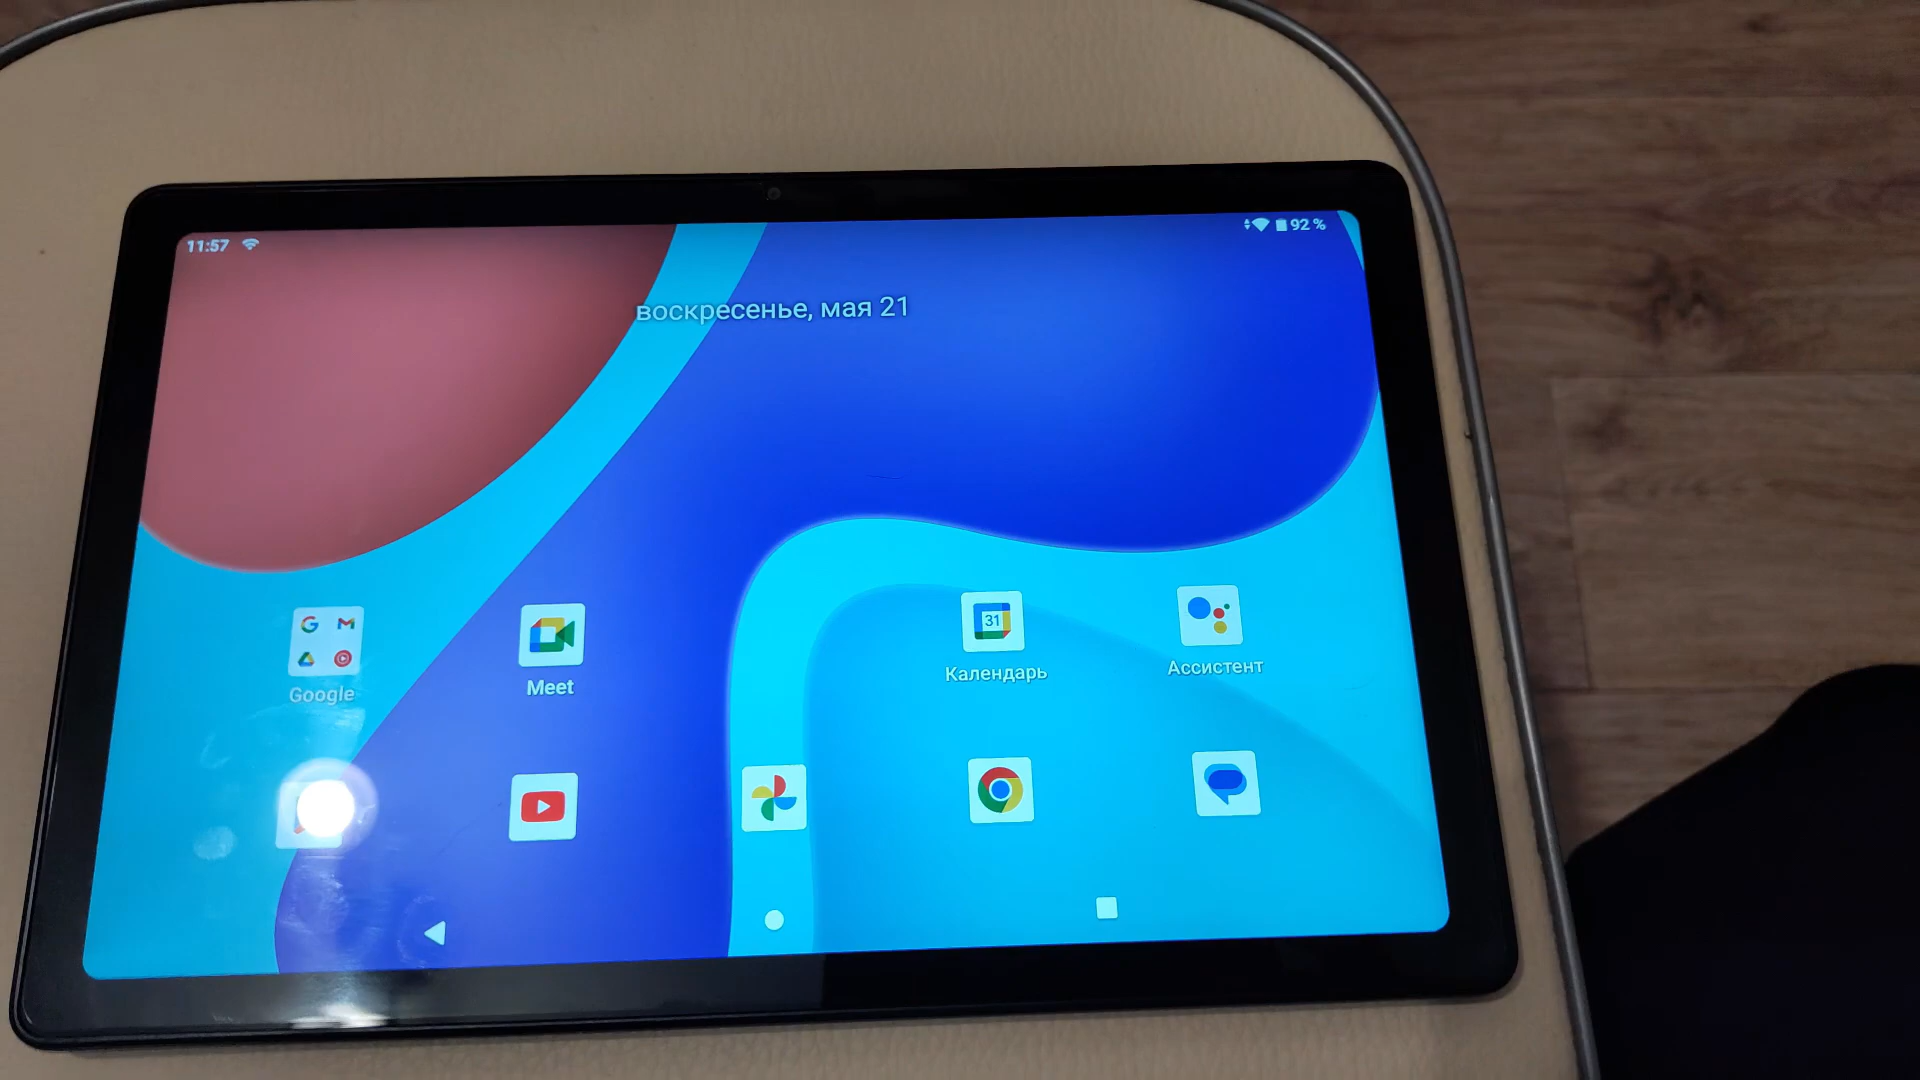 11:57
92 %
воскресенье, мая 21
Google
Meet
31
Календарь
Ассистент